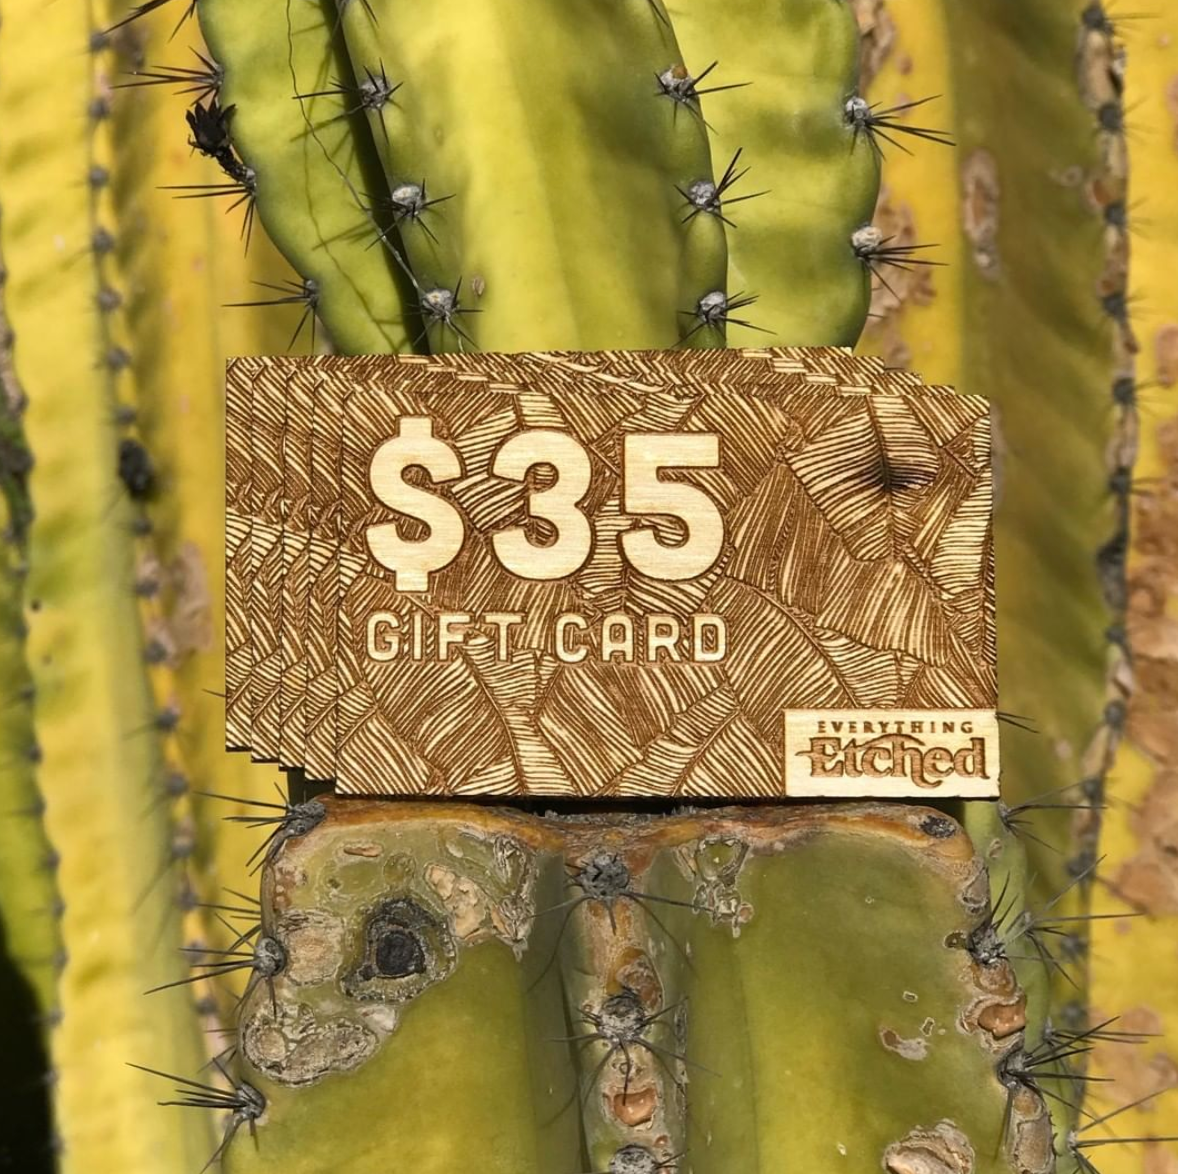 $35
GIFT CARD
EVERYTHING
Etched